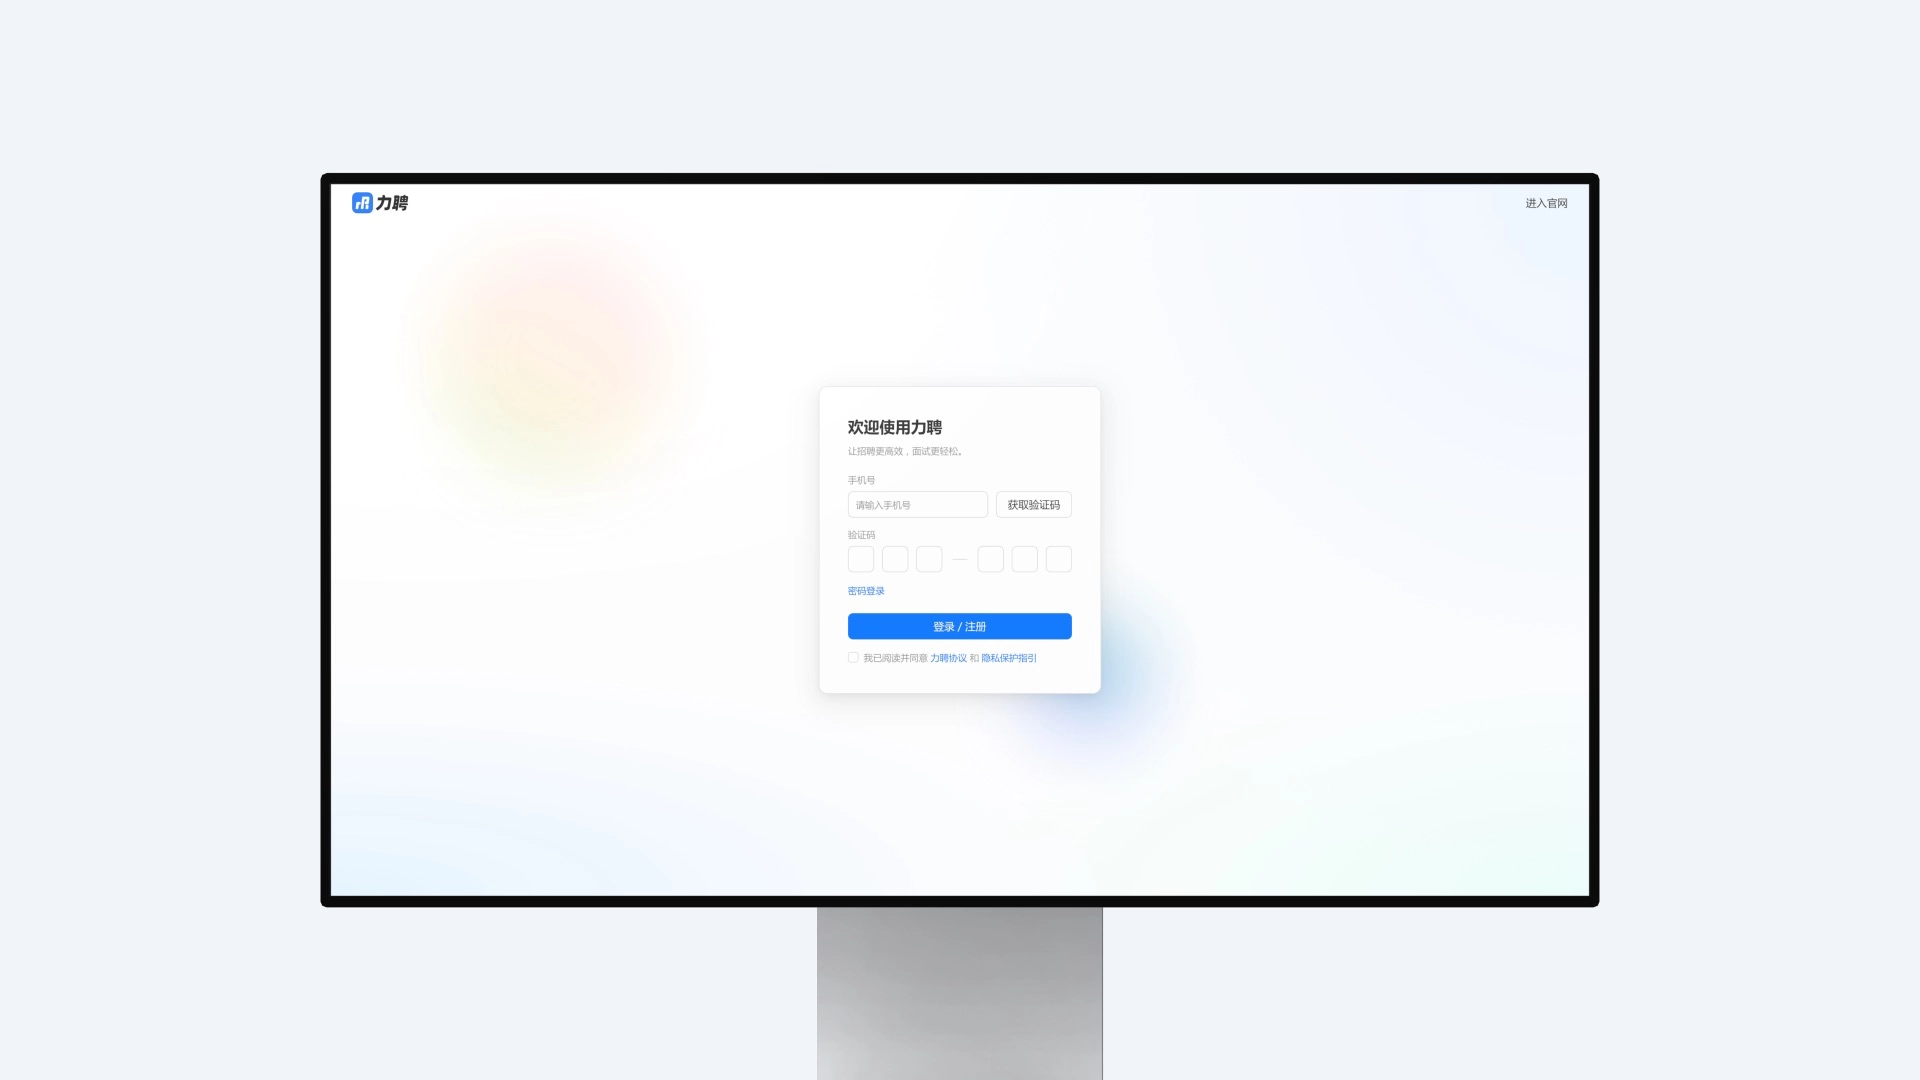 力聘
进入官网
欢迎使用力聘
让招聘更高效，面试更轻松。
手机号
请输入手机号
获取验证码
验证码
密码登录
登录 / 注册
我已阅读并同意 力聘协议 和 隐私保护指引